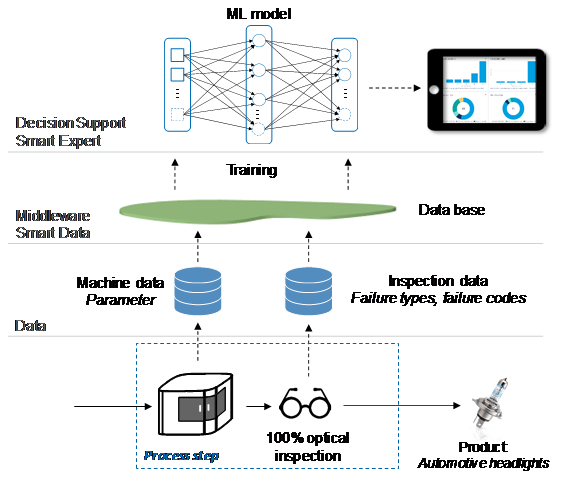 ML model
Decision Support
Smart Expert
Training
Middleware
Smart Data
Data base
Machine data
Parameter
Inspection data
Failure types, failure codes
Data
Process step
100% optical
inspection
Product
Automotive headlights